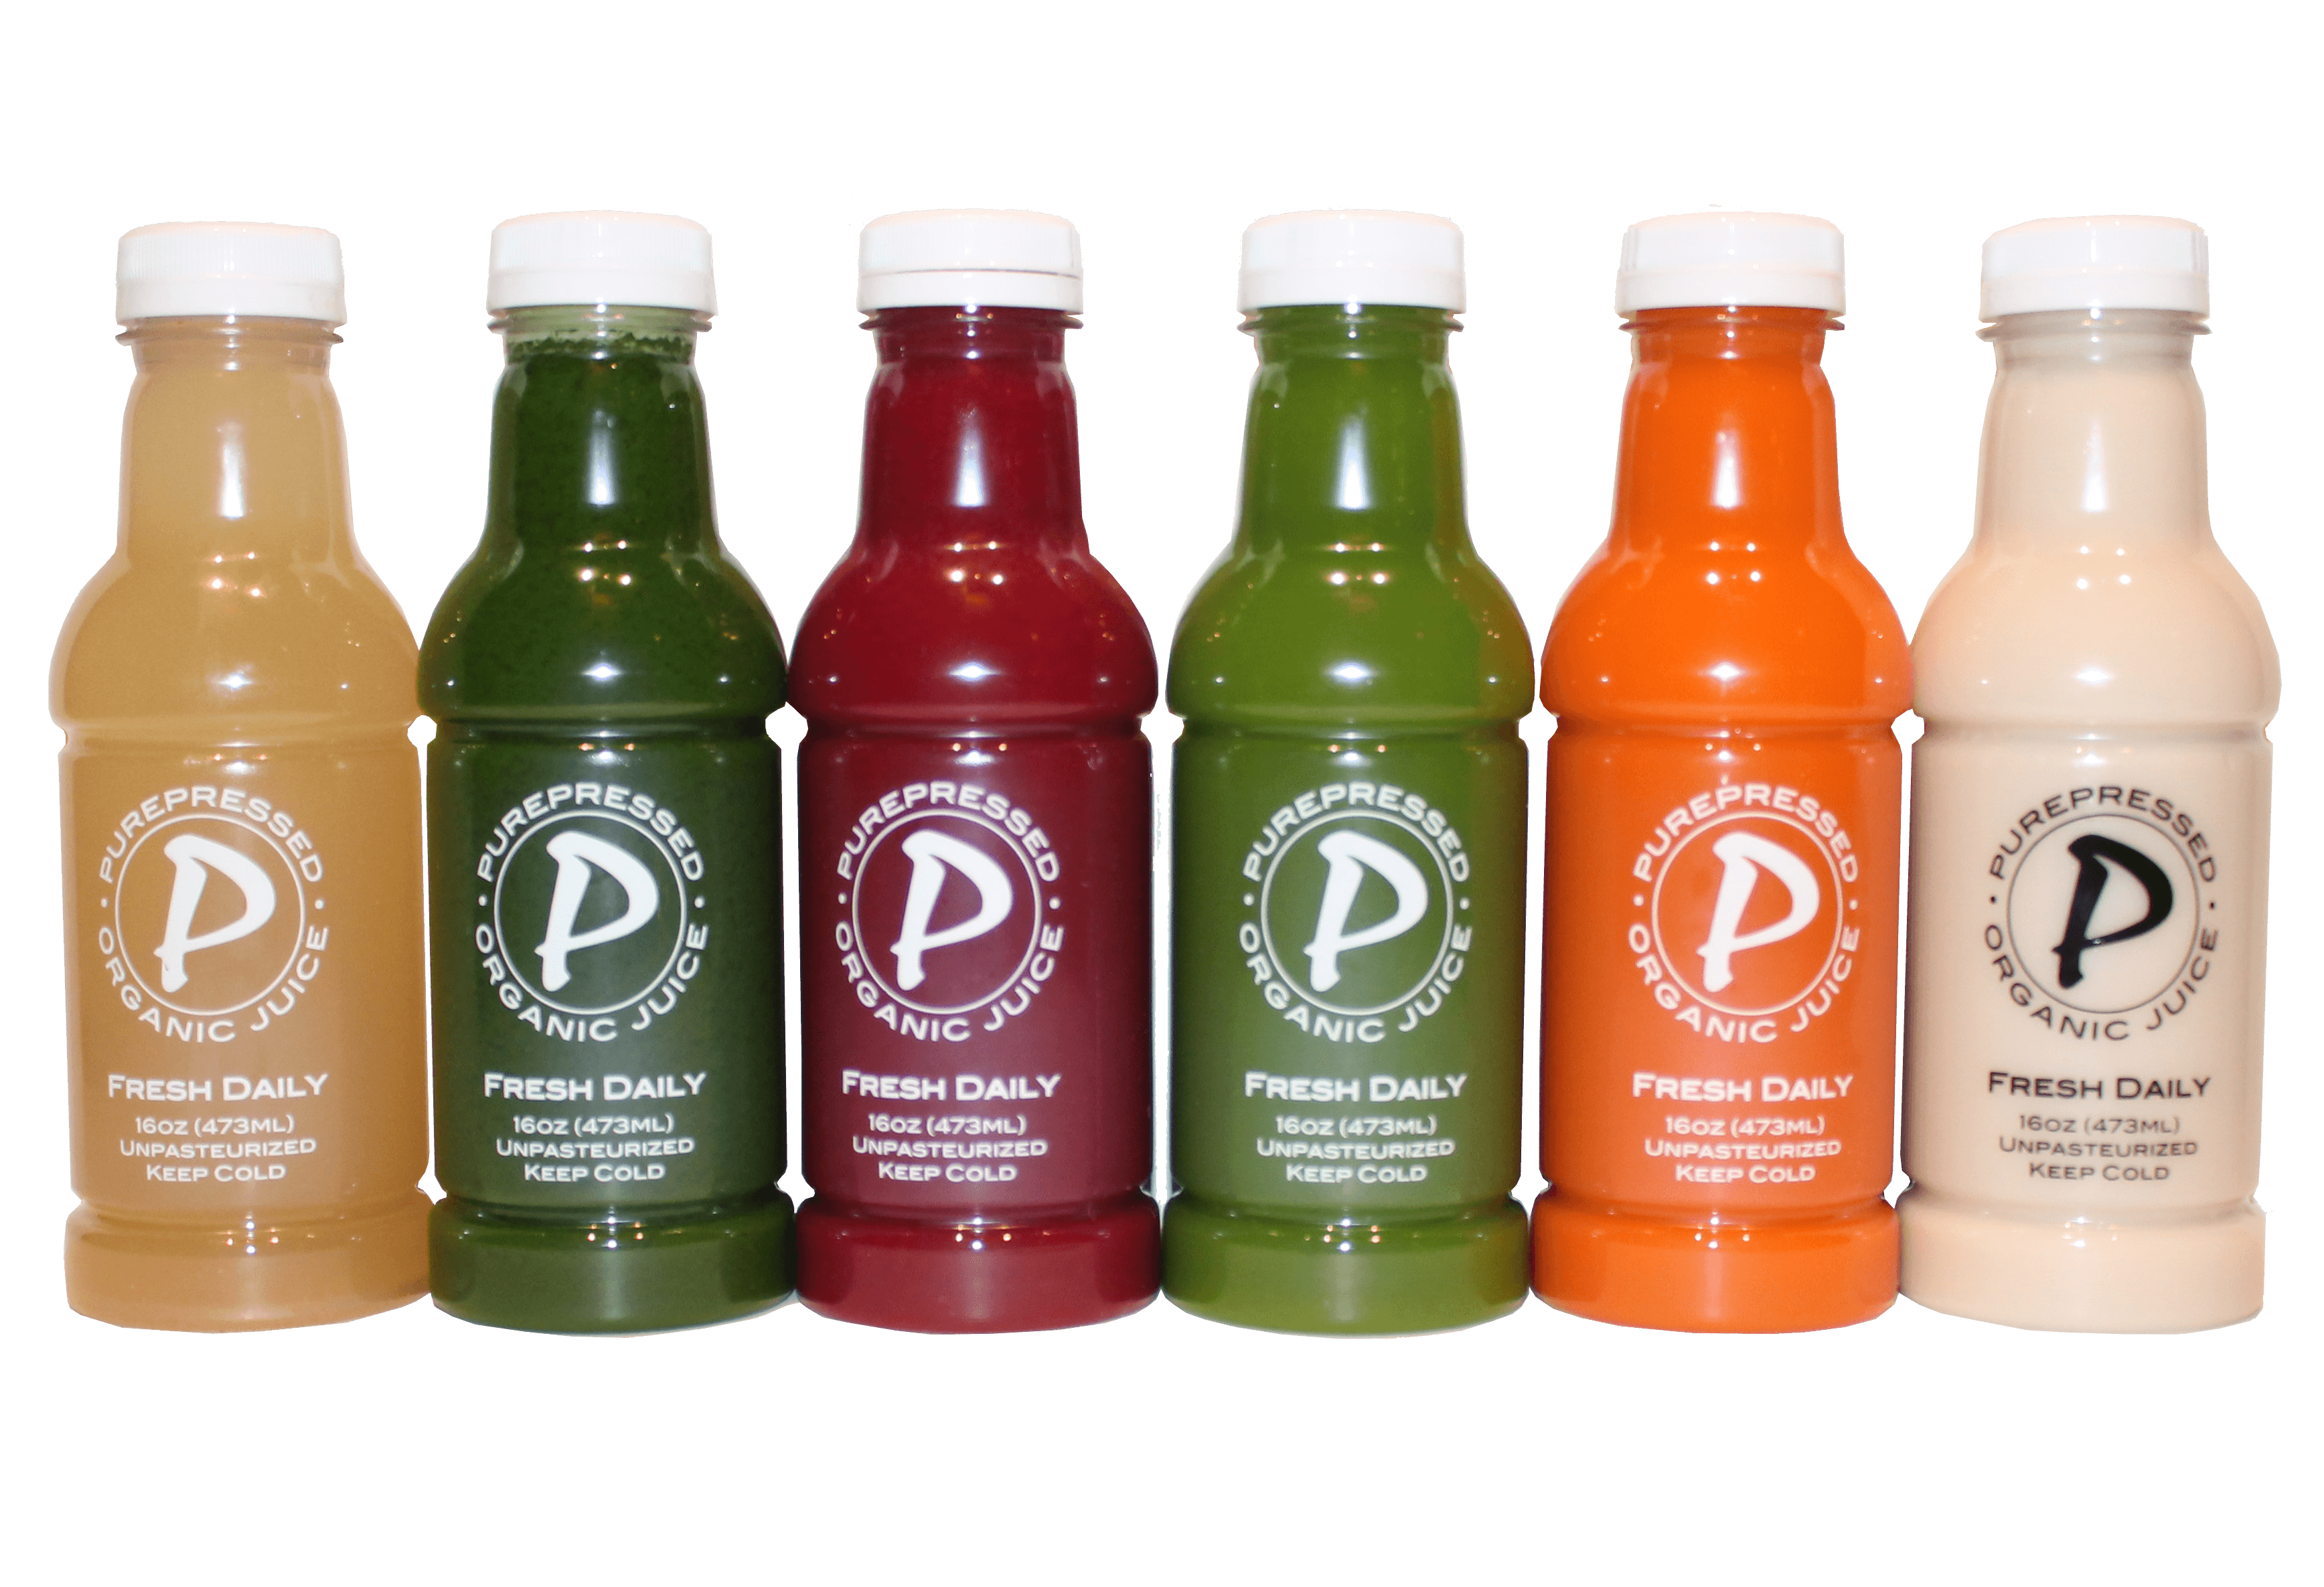 PUREPRESSED
P
· ORGANIC JUICE ·
FRESH DAILY
16OZ (473ML)
UNPASTEURIZED
KEEP COLD
PUREPRESSED
P
· ORGANIC JUICE ·
FRESH DAILY
16OZ (473ML)
UNPASTEURIZED
KEEP COLD
PUREPRESSED
P
· ORGANIC JUICE ·
FRESH DAILY
16OZ (473ML)
UNPASTEURIZED
KEEP COLD
PUREPRESSED
P
· ORGANIC JUICE ·
FRESH DAILY
16OZ (473ML)
UNPASTEURIZED
KEEP COLD
PUREPRESSED
P
· ORGANIC JUICE ·
FRESH DAILY
16OZ (473ML)
UNPASTEURIZED
KEEP COLD
PUREPRESSED
P
· ORGANIC JUICE ·
FRESH DAILY
16OZ (473ML)
UNPASTEURIZED
KEEP COLD